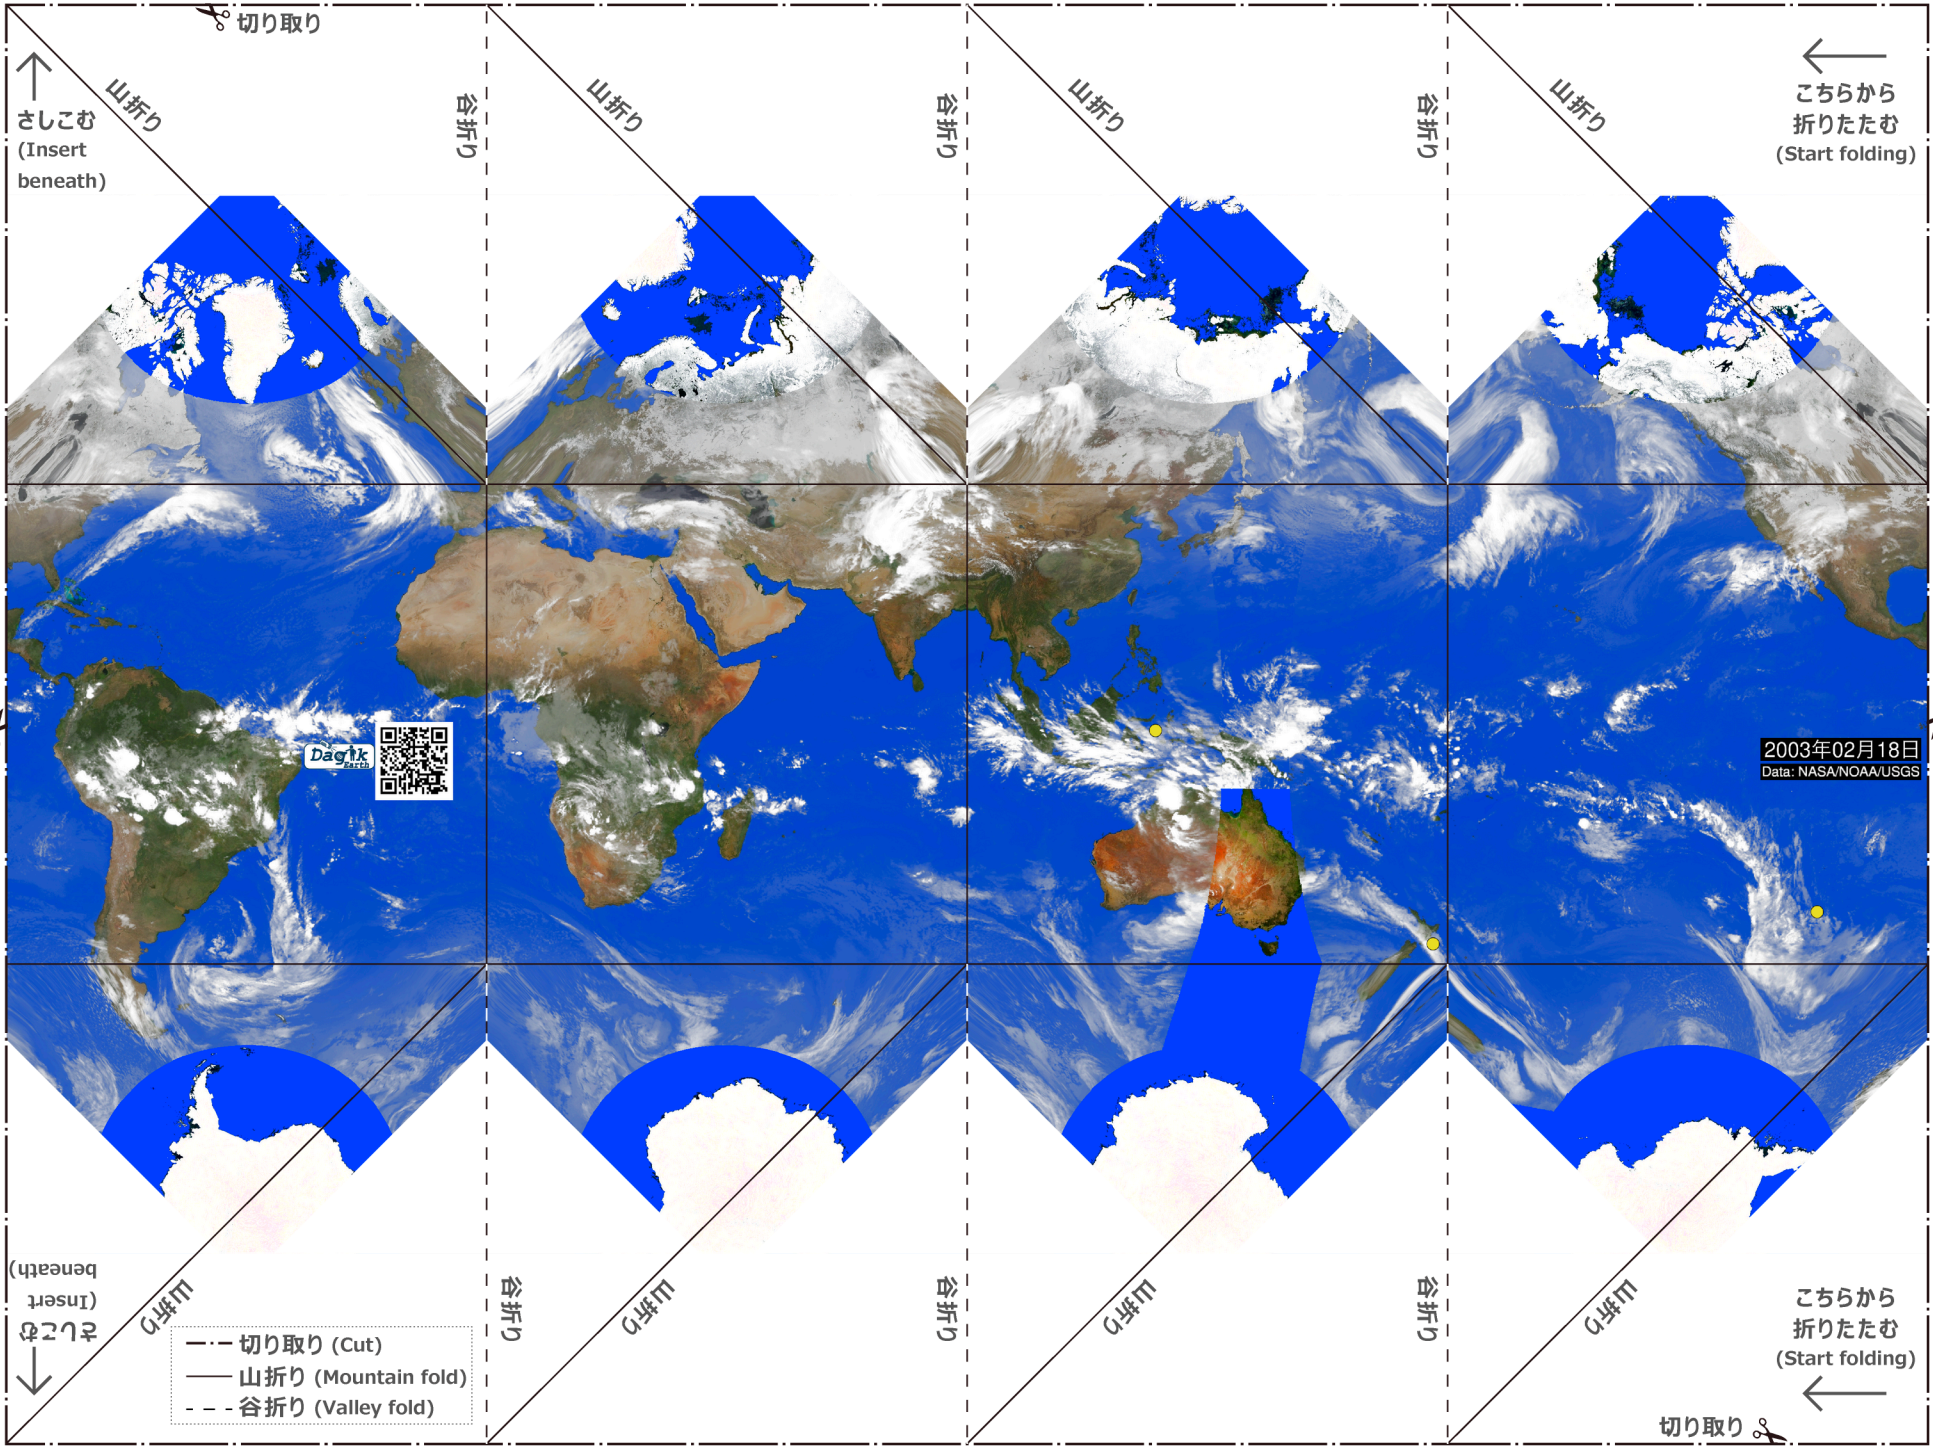 切り取り
山折り
谷折り
山折り
谷折り
山折り
谷折り
山折り
さしこむ
(Insert
beneath)
こちらから
折りたたむ
(Start folding)
Dagik
Earth
2003年02月18日
Data: NASA/NOAA/USGS
さしこむ
(Insert
beneath)
山折り
谷折り
山折り
谷折り
山折り
谷折り
山折り
こちらから
折りたたむ
(Start folding)
切り取り (Cut)
山折り (Mountain fold)
谷折り (Valley fold)
切り取り